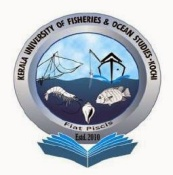 KERALA UNIVERSITY OF FISHERIES & OCEAN STUDIES-KOCHI
Fiat Piscis
Estd. 2010